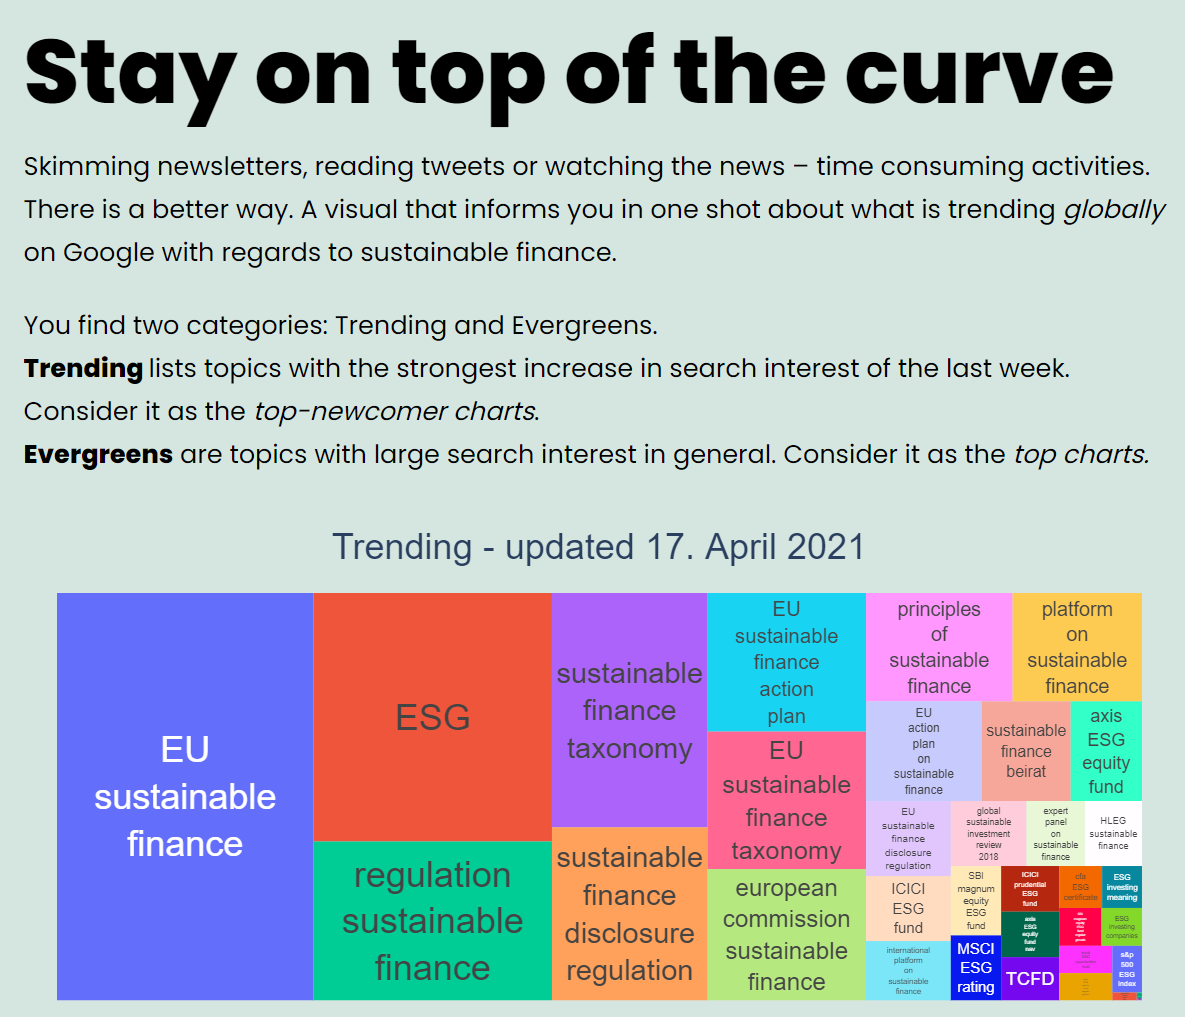 Stay on top of the curve
Skimming newsletters, reading tweets or watching the news – time consuming activities.
There is a better way. A visual that informs you in one shot about what is trending globally
on Google with regards to sustainable finance.
You find two categories: Trending and Evergreens.
Trending lists topics with the strongest increase in search interest of the last week.
Consider it as the top-newcomer charts.
Evergreens are topics with large search interest in general. Consider it as the top charts.
Trending - updated 17. April 2021
EU
sustainable
finance
ESG
regulation
sustainable
finance
sustainable
finance
taxonomy
sustainable
finance
disclosure
regulation
EU
sustainable
finance
action
plan
EU
sustainable
finance
taxonomy
european
commission
sustainable
finance
principles
of
sustainable
finance
platform
on
sustainable
finance
EU
action
plan
on
sustainable
finance
sustainable
finance
beirat
axis
ESG
equity
fund
EU
sustainable
finance
disclosure
regulation
global
sustainable
investment
review
2018
expert
panel
on
sustainable
finance
HLEG
sustainable
finance
ICICI
ESG
fund
international
platform
on
sustainable
finance
SBI
magnum
equity
ESG
fund
MSCI
ESG
rating
ICICI
prudential
ESG
fund
axis
ESG
equity
fund
nav
TCFD
cfa
ESG
certificate
ESG
investing
meaning
ESG
investing
companies
s&p
500
ESG
index